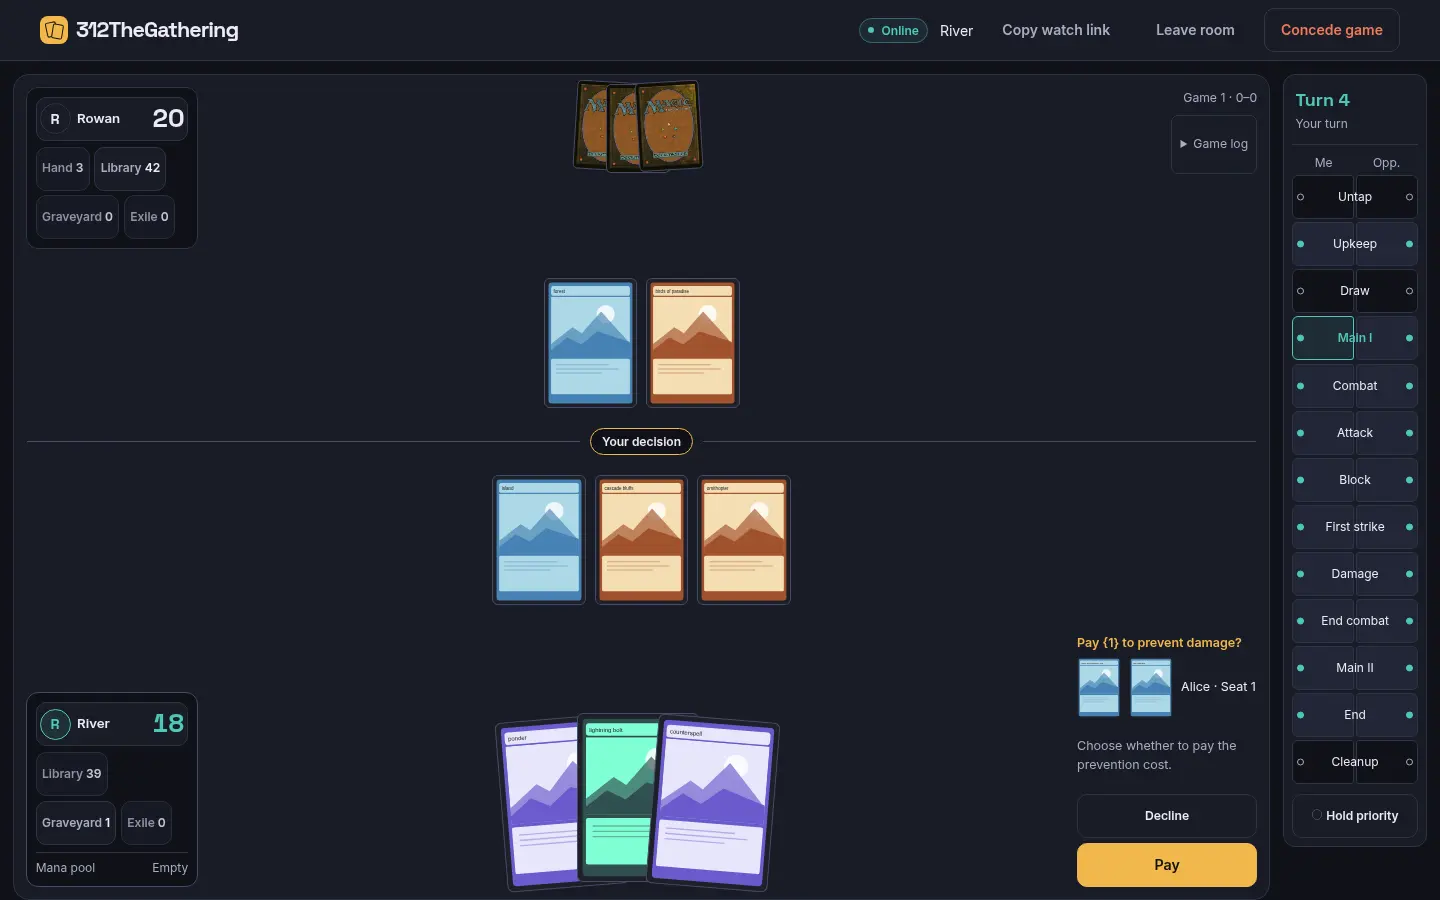 312TheGathering
Online
River
Copy watch link
Leave room
Concede game
R
Rowan
20
Hand 3
Library 42
Graveyard 0
Exile 0
Game 1 · 0–0
Game log
forest
birds of paradise
Your decision
island
cascade bluffs
ornithopter
R
River
18
Library 39
Graveyard 1
Exile 0
Mana pool
Empty
ponder
lightning bolt
counterspell
Pay {1} to prevent damage?
Alice · Seat 1
Choose whether to pay the
prevention cost.
Decline
Pay
Turn 4
Your turn
Me
Opp.
Untap
Upkeep
Draw
Main I
Combat
Attack
Block
First strike
Damage
End combat
Main II
End
Cleanup
Hold priority